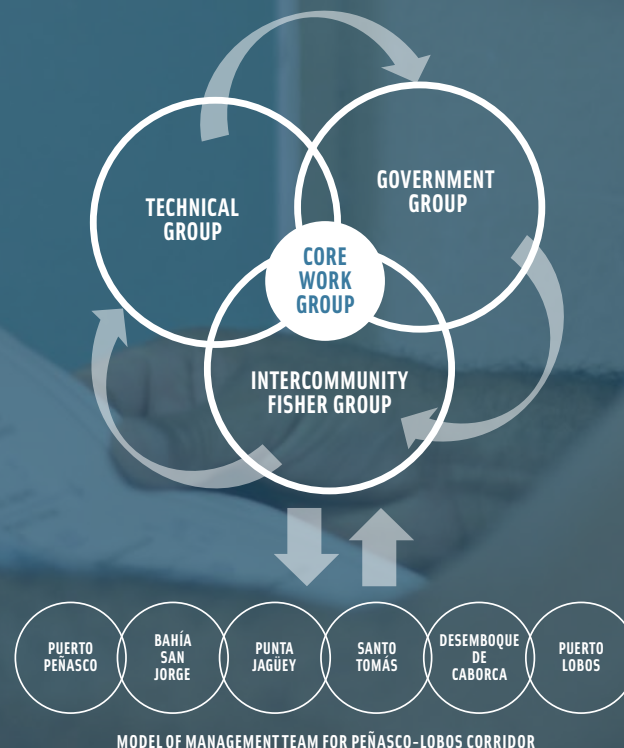 TECHNICAL
GROUP
GOVERNMENT
GROUP
CORE
WORK
GROUP
INTERCOMMUNITY
FISHER GROUP
PUERTO
PEÑASCO
BAHÍA
SAN
JORGE
PUNTA
JAGÜEY
SANTO
TOMÁS
DESEMBOQUE
DE
CABORCA
PUERTO
LOBOS
MODEL OF MANAGEMENT TEAM FOR PEÑASCO-LOBOS CORRIDOR